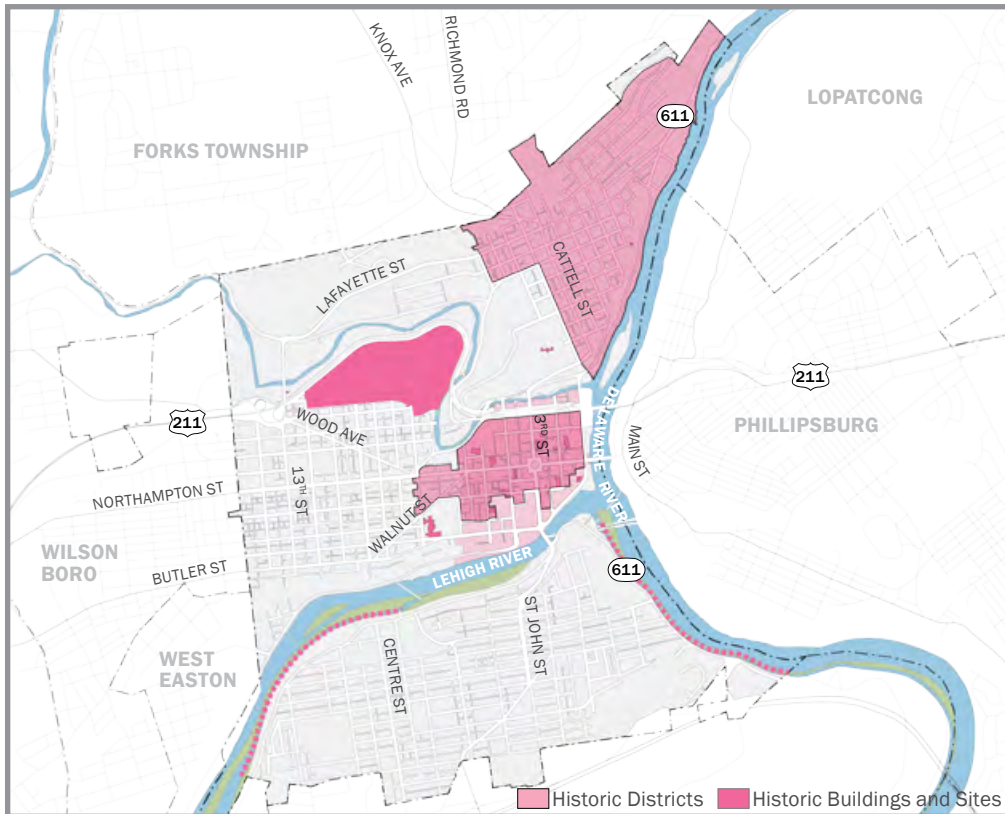 KNOX AVE
RICHMOND RD
611
LOPATCONG
FORKS TOWNSHIP
LAFAYETTE ST
CATTELL ST
211
211
WOOD AVE
3RD ST
DELAWARE RIVER
MAIN ST
PHILLIPSBURG
NORTHAMPTON ST
13TH ST
WALNUT ST
WILSON
BORO
BUTLER ST
LEHIGH RIVER
611
WEST
EASTON
CENTRE ST
ST JOHN ST
Historic Districts
Historic Buildings and Sites